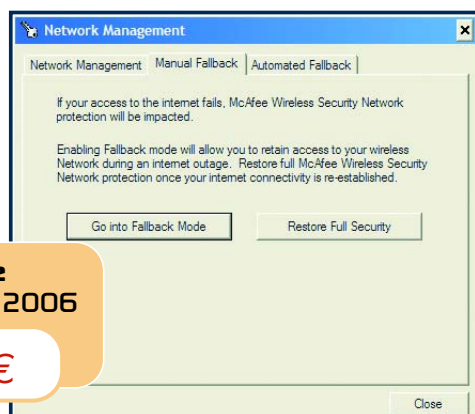 Network Management
Network Management Manual Fallback Automated Fallback
If your access to the internet fails, McAfee Wireless Security Network
protection will be impacted.
Enabling Fallback mode will allow you to retain access to your wireless
Network during an internet outage. Restore full McAfee Wireless Security
Network protection once your internet connectivity is re-established.
Go into Fallback Mode Restore Full Security
2006
€
Close